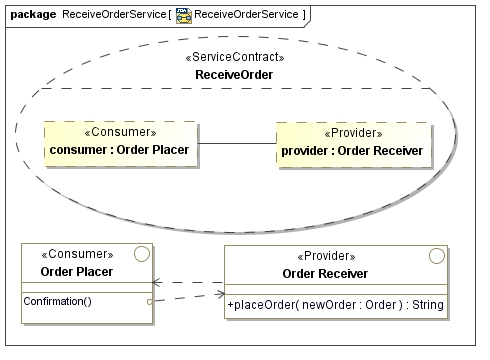 package ReceiveOrderService [ ReceiveOrderService ]
«ServiceContract»
ReceiveOrder
«Consumer»
consumer : Order Placer
«Provider»
provider : Order Receiver
«Consumer»
Order Placer
Confirmation()
«Provider»
Order Receiver
+placeOrder( newOrder : Order ) : String